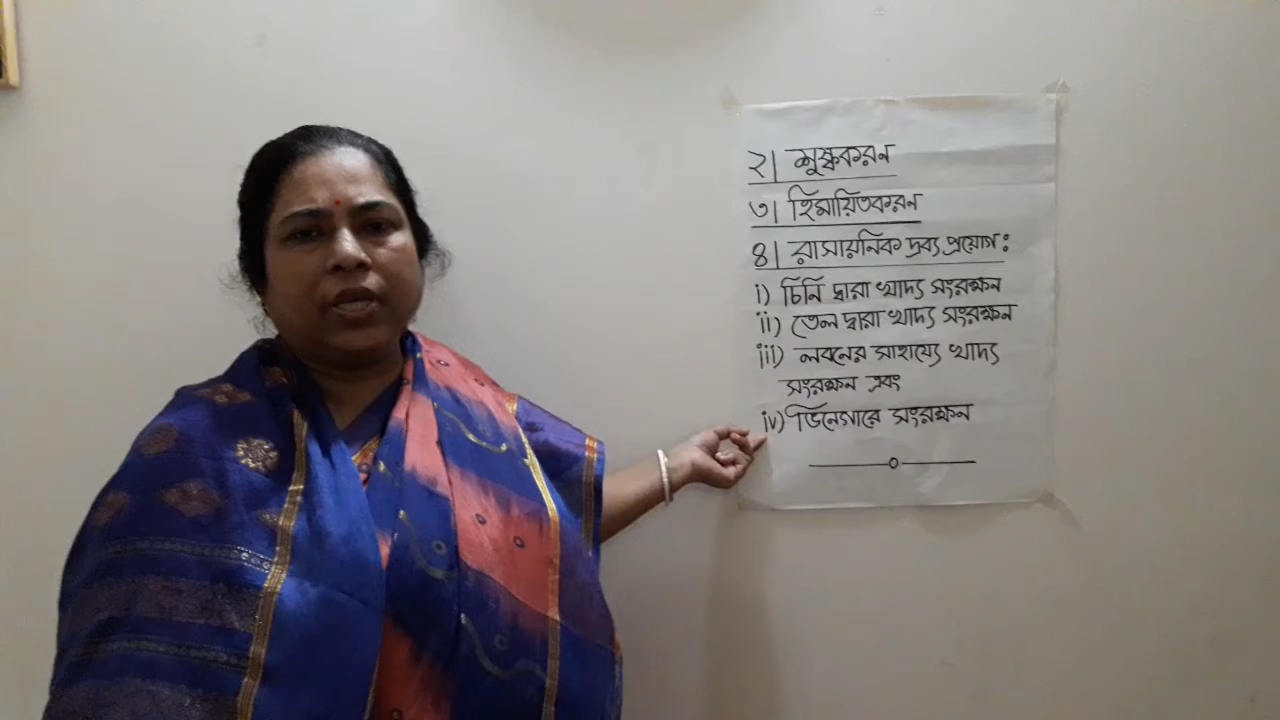 ২| শুষ্ককরন
৩| হিমায়িতকরন
৪| রাসায়নিক দ্রব্য প্রয়োগ:
i) চিনি দ্বারা খাদ্য সংরক্ষন
ii) তেল দ্বারা খাদ্য সংরক্ষন
iii) লবনের সাহায্যে খাদ্য
সংরক্ষন এবং
iv) ভিনেগারে সংরক্ষন